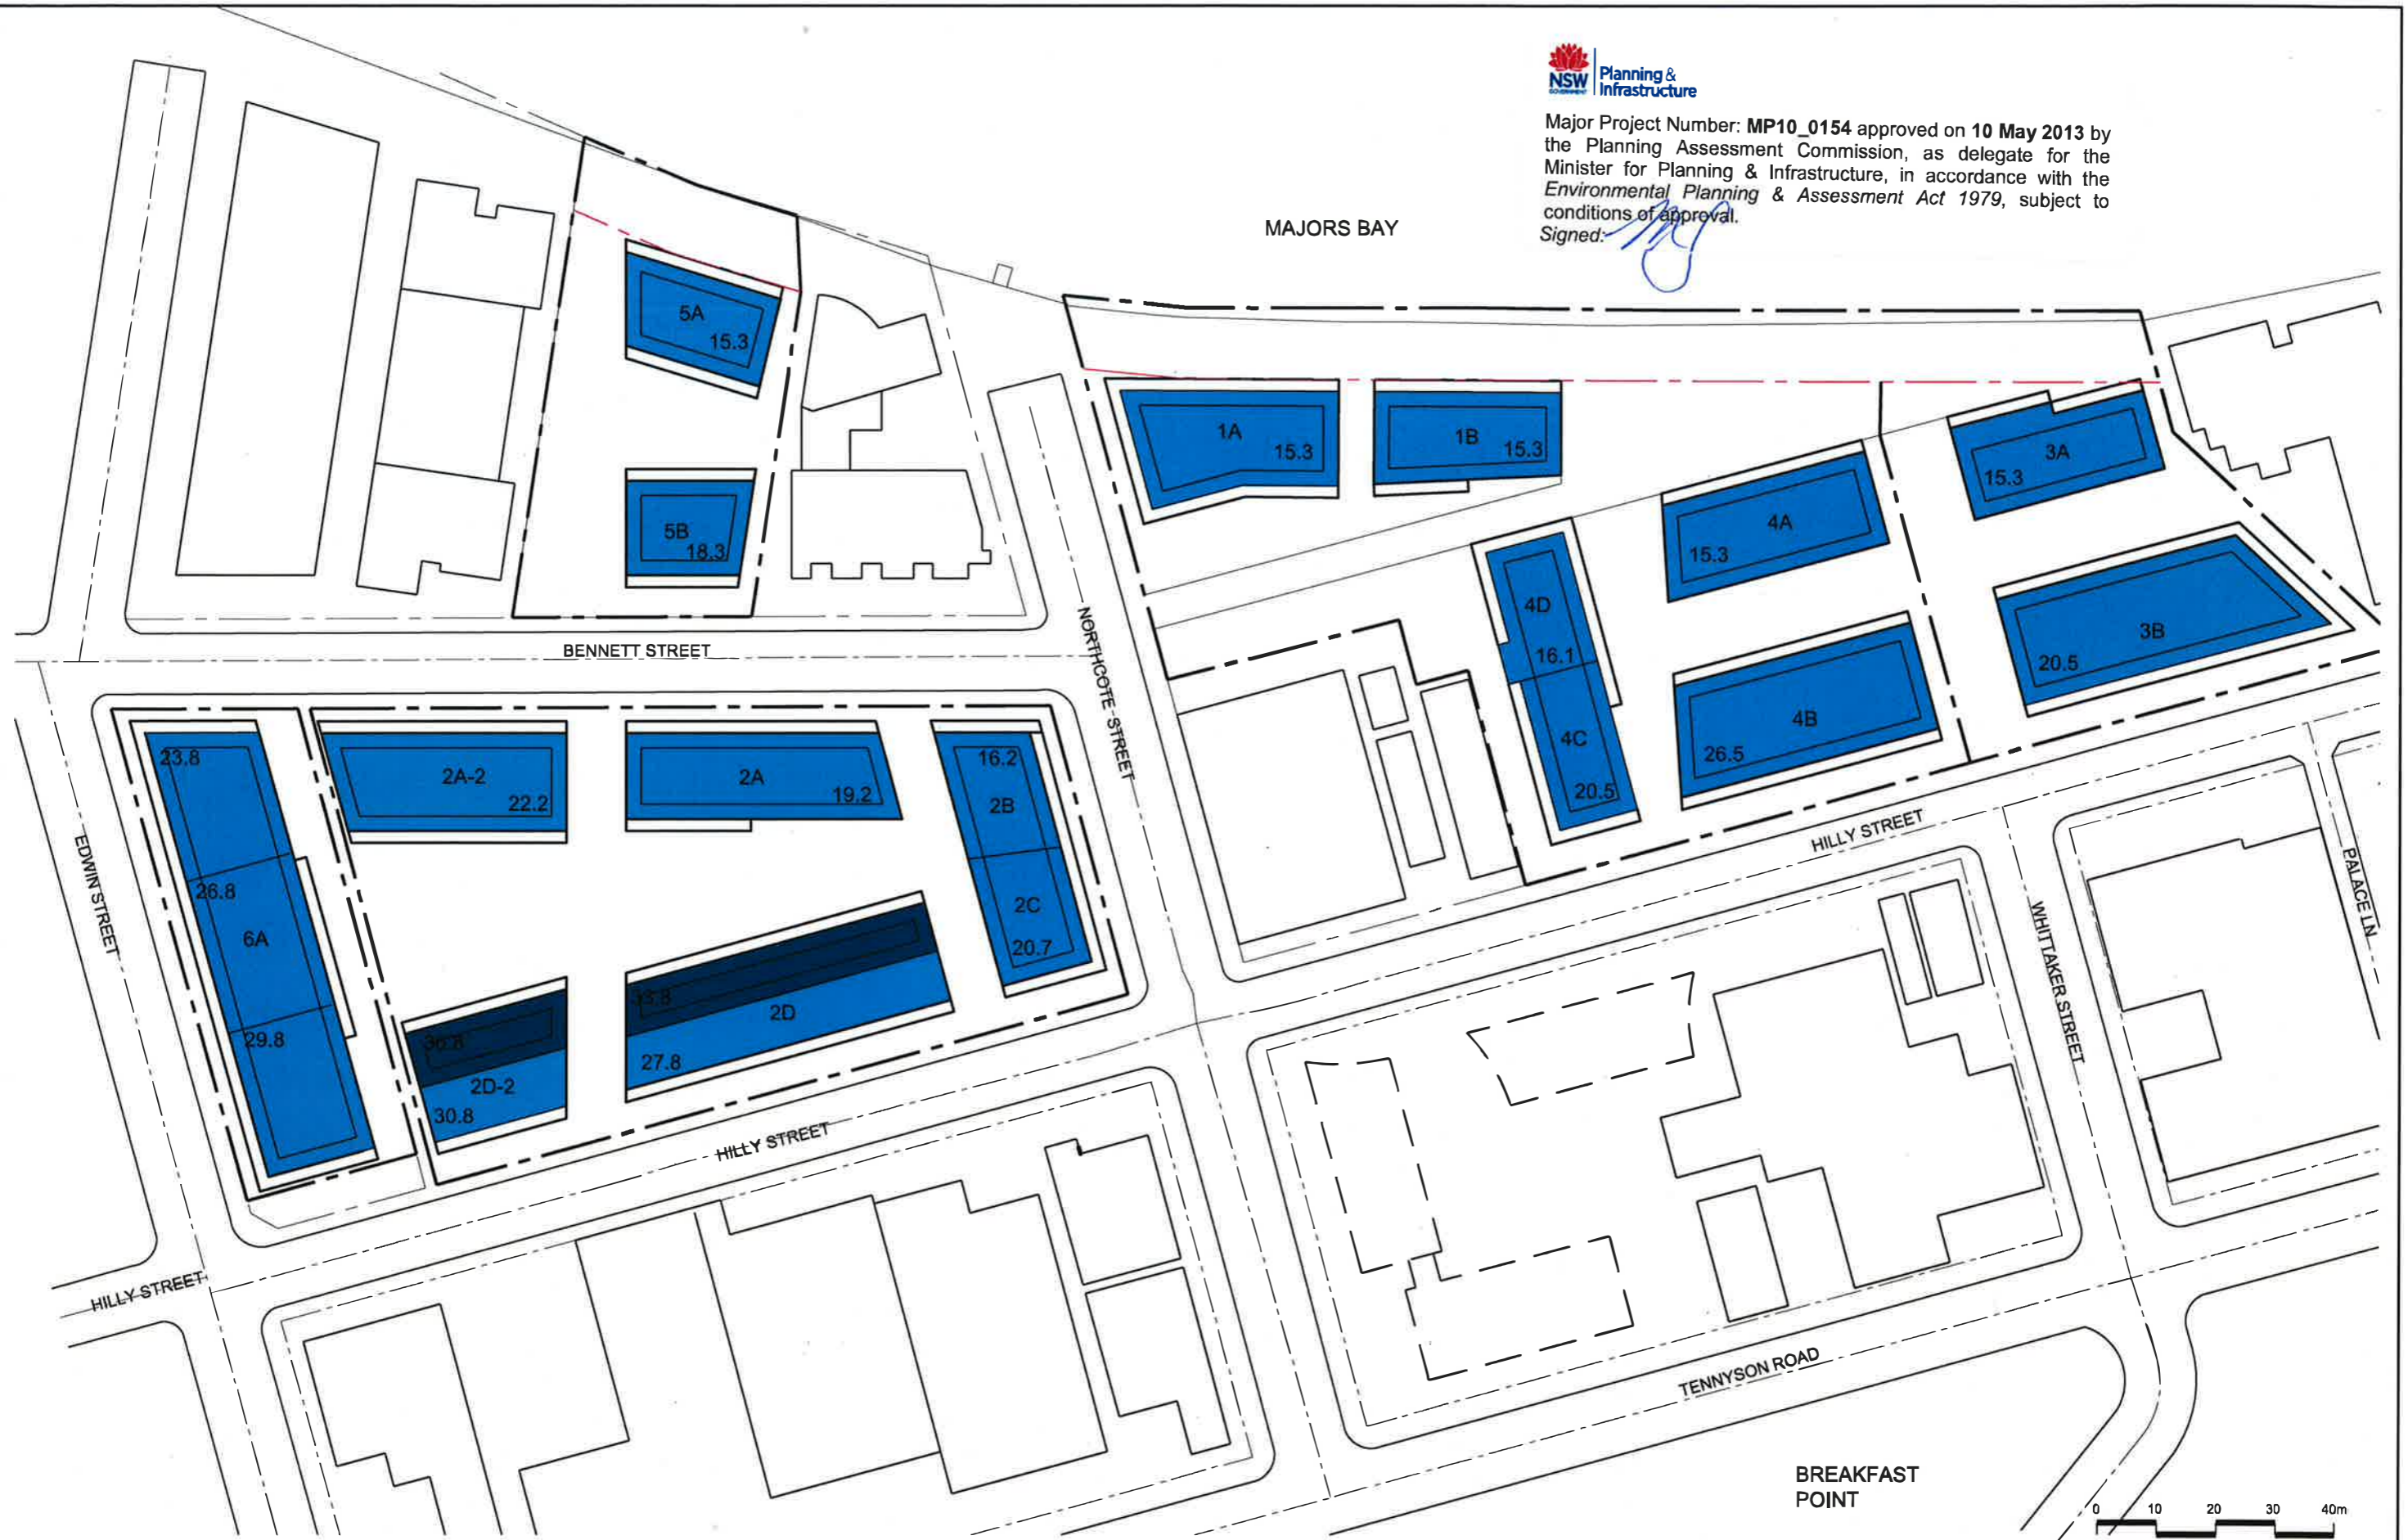 NSW
GOVERNMENT
Planning &
Infrastructure
Major Project Number: MP10_0154 approved on 10 May 2013 by
the Planning Assessment Commission, as delegate for the
Minister for Planning & Infrastructure, in accordance with the
Environmental Planning & Assessment Act 1979, subject to
conditions of approval.
Signed:
MAJORS BAY
5A
15.3
1A
15.3
1B
15.3
3A
15.3
4A
15.3
5B
18.3
4D
16.1
3B
20.5
BENNETT STREET
NORTHCOTE STREET
4B
26.5
4C
20.5
23.8
2A-2
22.2
2A
19.2
16.2
2B
HILLY STREET
EDWIN STREET
26.8
6A
2C
20.7
PALACE LN
WHITTAKER STREET
29.8
2D
27.8
2D-2
30.8
HILLY STREET
HILLY STREET
TENNYSON ROAD
BREAKFAST
POINT
0 10 20 30 40m